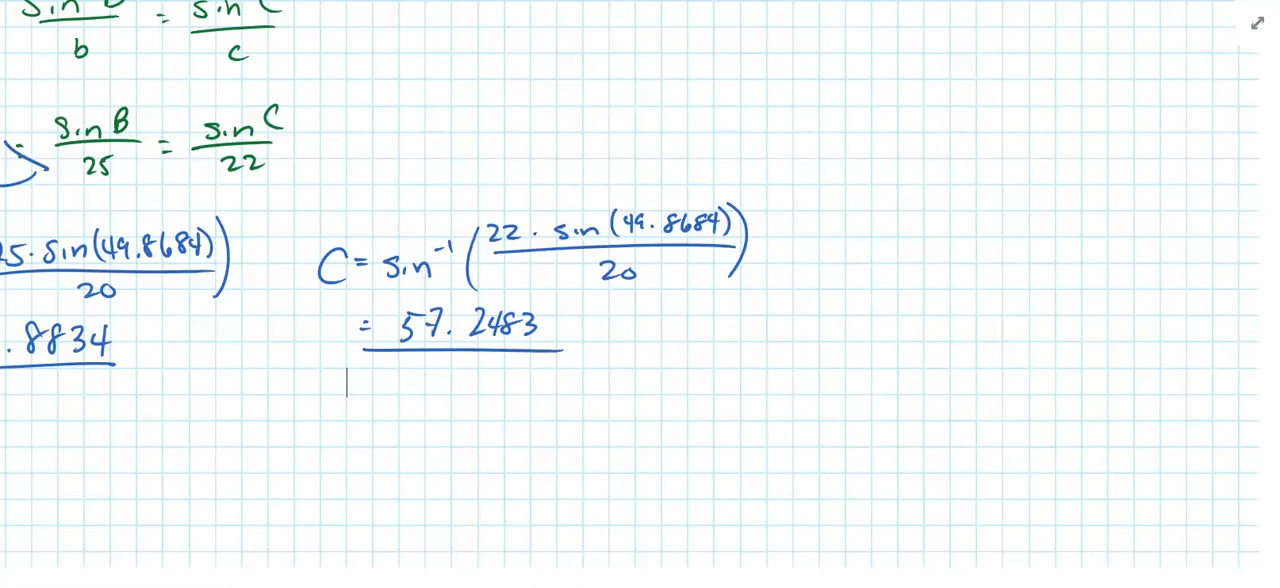 sin B / b = sin C / c
= sin B / 25 = sin C / 22
25 · sin(49.8684)) / 20
.8834
C = sin⁻¹ (22 · sin(49.8684) / 20)
= 57.2483